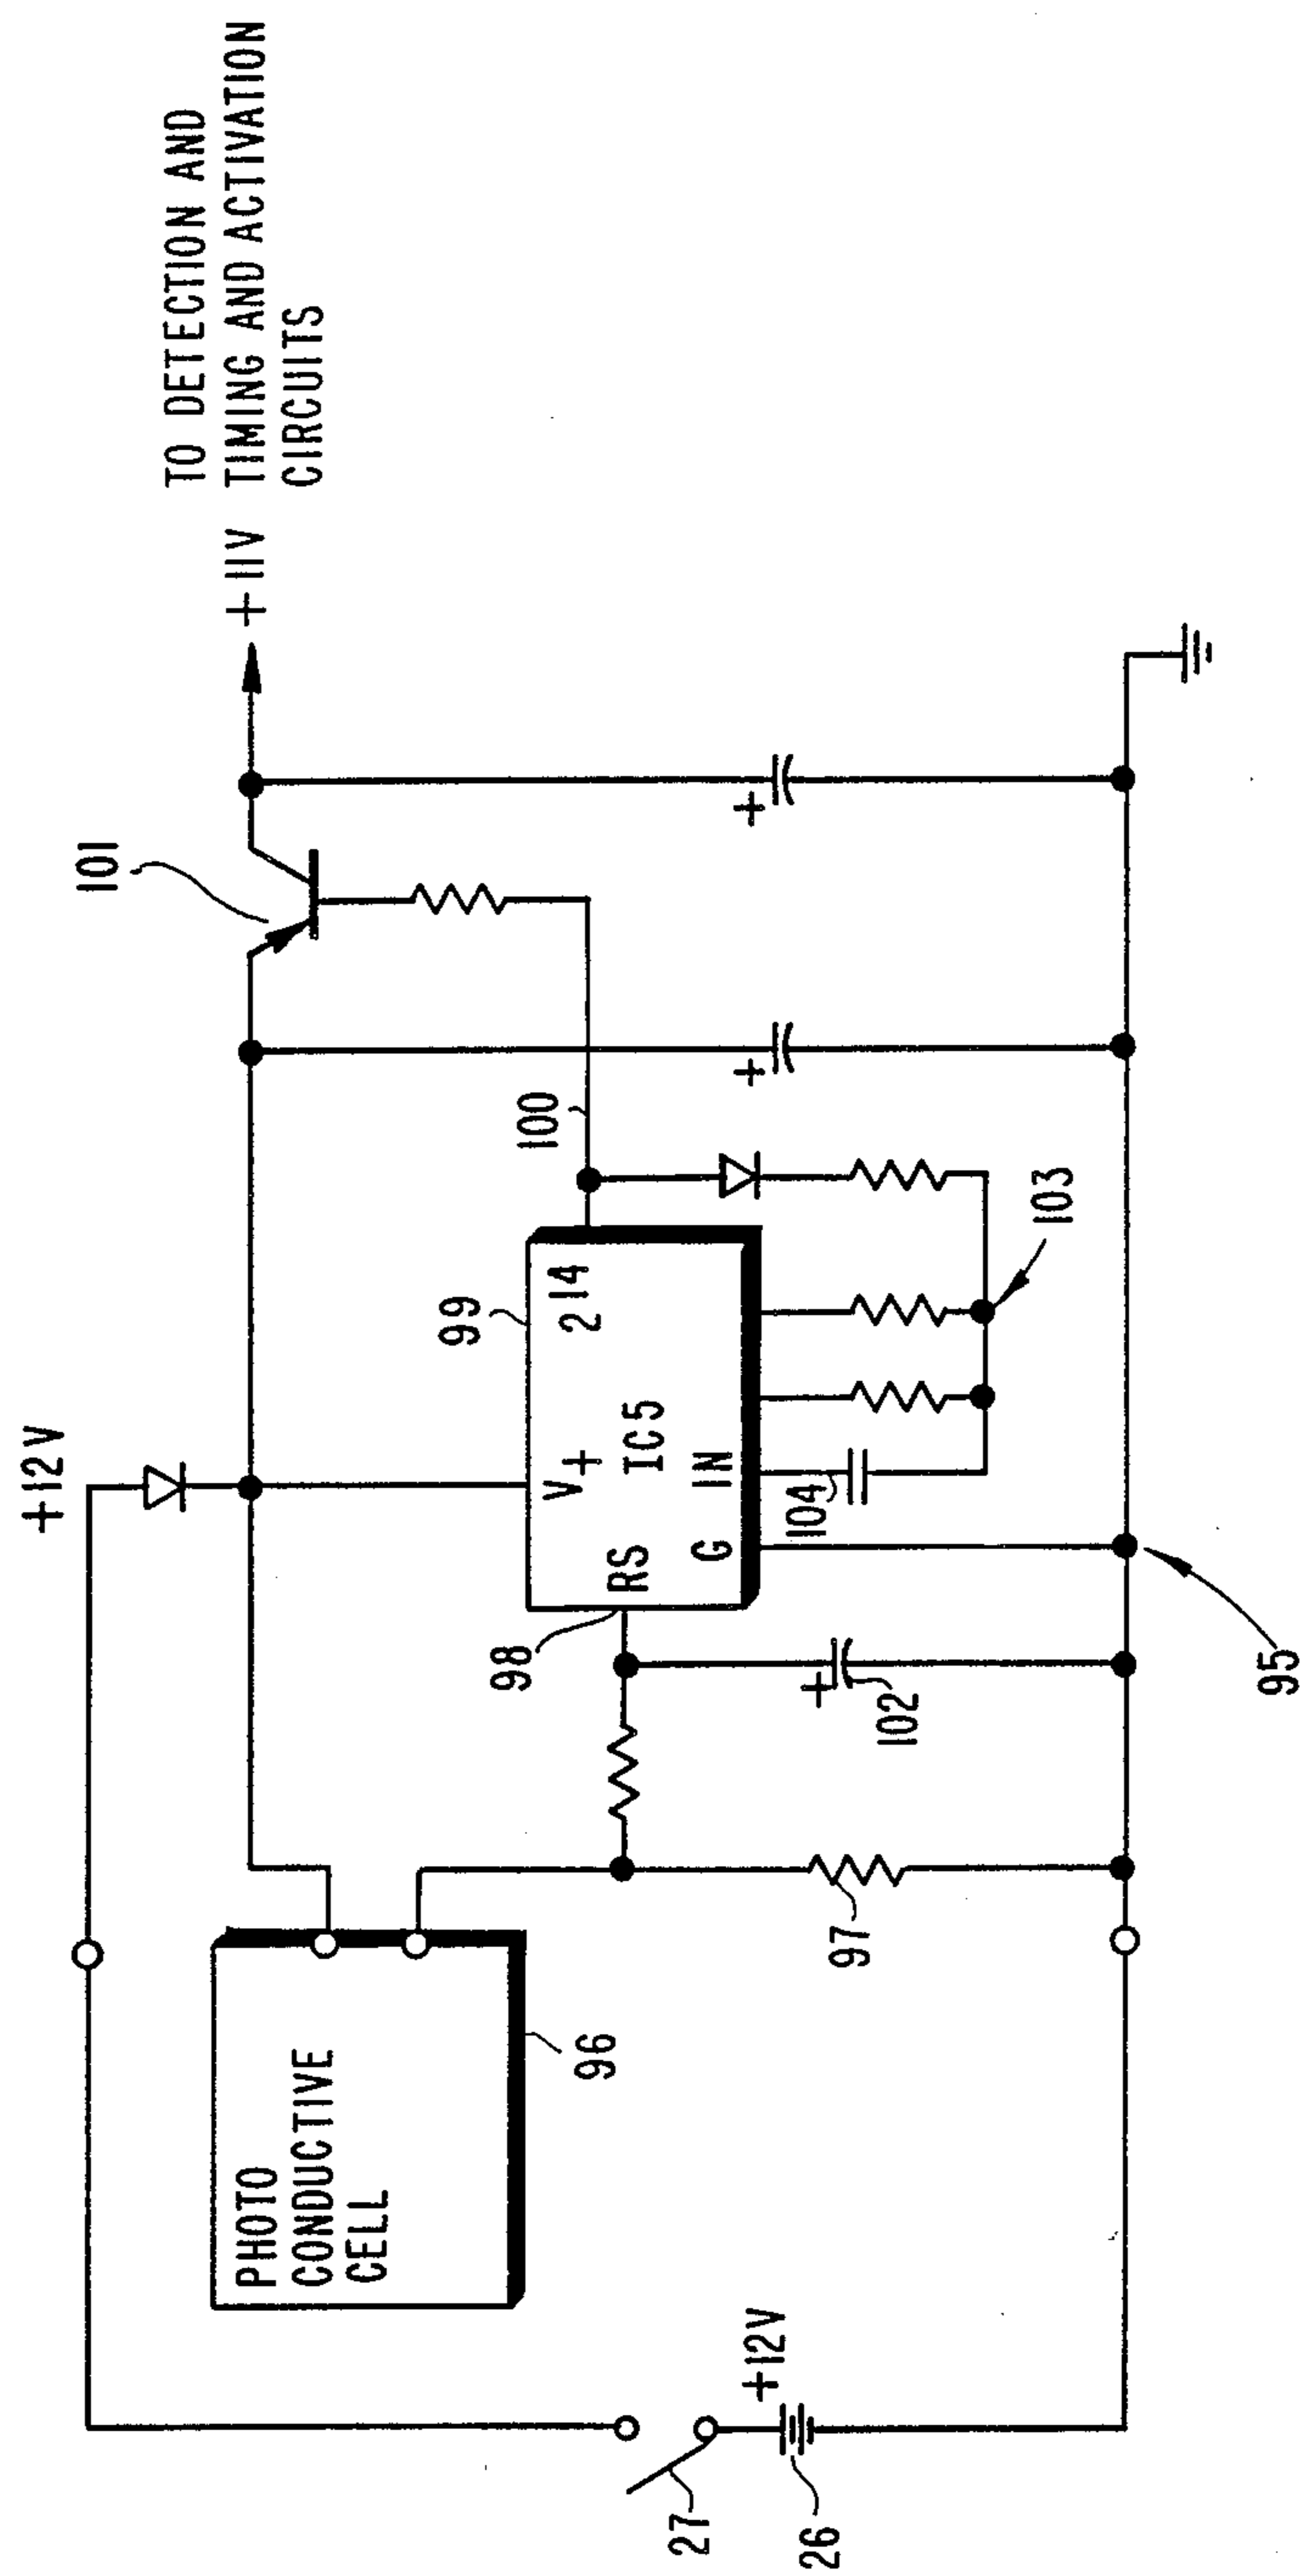 +12V
101
+11V
TO DETECTION AND
TIMING AND ACTIVATION
CIRCUITS
PHOTO
CONDUCTIVE
CELL
96
99
V+
2 14
100
IC5
RS
98
G
IN
104
103
102
97
27
+12V
26
95
+
+
+